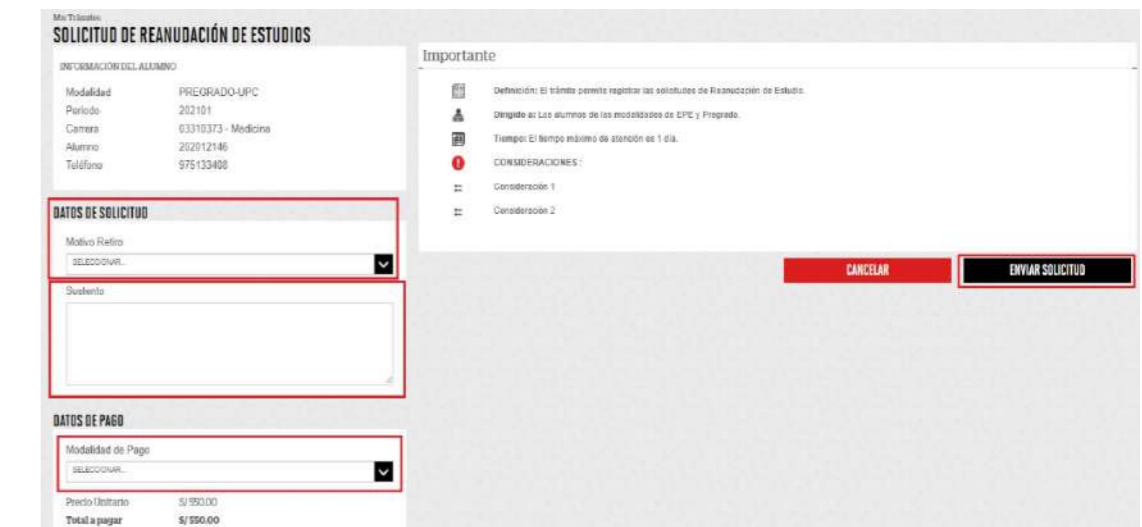 Mis Trámites
SOLICITUD DE REANUDACIÓN DE ESTUDIOS
INFORMACIÓN DEL ALUMNO
Modalidad PREGRADO-UPC
Periodo 202101
Carrera 03310373 - Medicina
Alumno 202012146
Teléfono 975133408
DATOS DE SOLICITUD
Motivo Retiro
SELECCIONAR...
Sustento
DATOS DE PAGO
Modalidad de Pago
SELECCIONAR...
Precio Unitario S/ 550.00
Total a pagar S/ 550.00
Importante
Definición: El trámite permite registrar las solicitudes de Reanudación de Estudio.
Dirigido a: Los alumnos de las modalidades de EPE y Pregrado.
Tiempo: El tiempo máximo de atención es 1 día.
CONSIDERACIONES :
Consideración 1
Consideración 2
CANCELAR
ENVIAR SOLICITUD